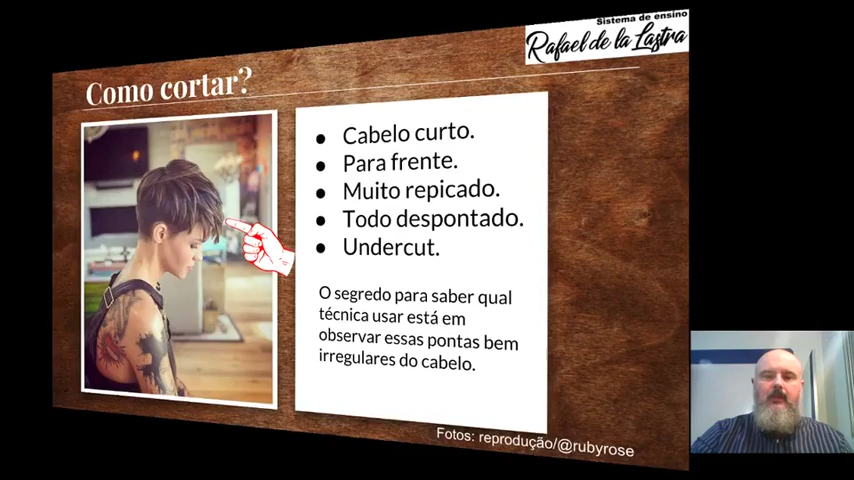 Sistema de ensino
Rafael de la Lastra
Como cortar?
Cabelo curto.
Para frente.
Muito repicado.
Todo despontado.
Undercut.
O segredo para saber qual
técnica usar está em
observar essas pontas bem
irregulares do cabelo.
Fotos: reprodução/@rubyrose